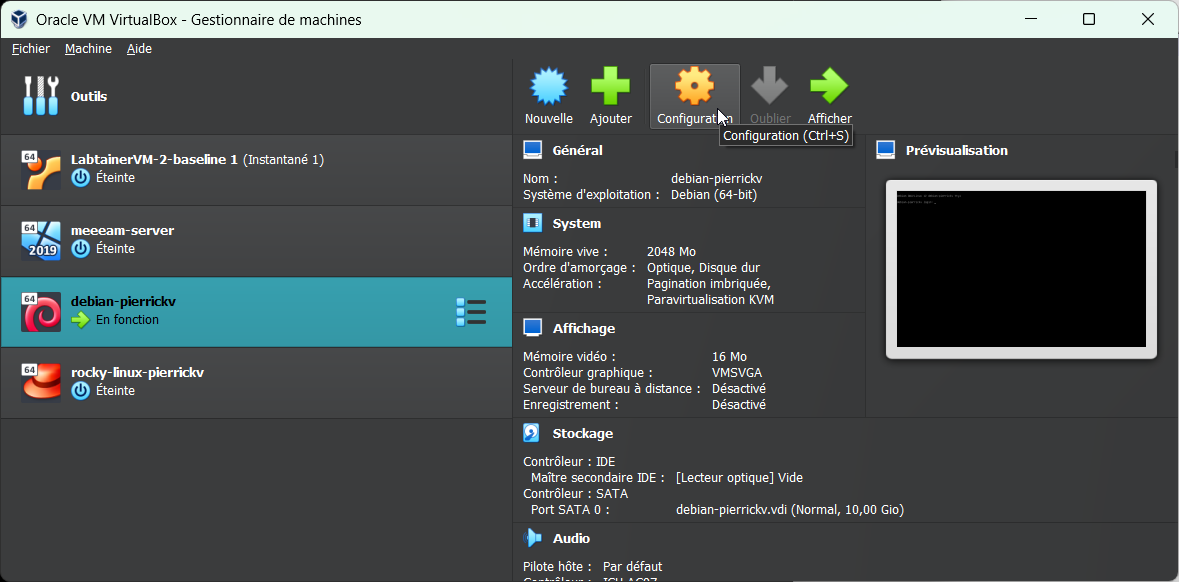 Oracle VM VirtualBox - Gestionnaire de machines
Fichier Machine Aide
Outils
Nouvelle Ajouter Configuration Oublier Afficher
Configuration (Ctrl+S)
64
LabtainerVM-2-baseline 1 (Instantané 1)
Éteinte
64
2019
meeeam-server
Éteinte
64
debian-pierrickv
En fonction
64
rocky-linux-pierrickv
Éteinte
Général
Nom : debian-pierrickv
Système d'exploitation : Debian (64-bit)
System
Mémoire vive : 2048 Mo
Ordre d'amorçage : Optique, Disque dur
Accélération : Pagination imbriquée,
Paravirtualisation KVM
Affichage
Mémoire vidéo : 16 Mo
Contrôleur graphique : VMSVGA
Serveur de bureau à distance : Désactivé
Enregistrement : Désactivé
Prévisualisation
Stockage
Contrôleur : IDE
Maître secondaire IDE : [Lecteur optique] Vide
Contrôleur : SATA
Port SATA 0 : debian-pierrickv.vdi (Normal, 10,00 Gio)
Audio
Pilote hôte : Par défaut